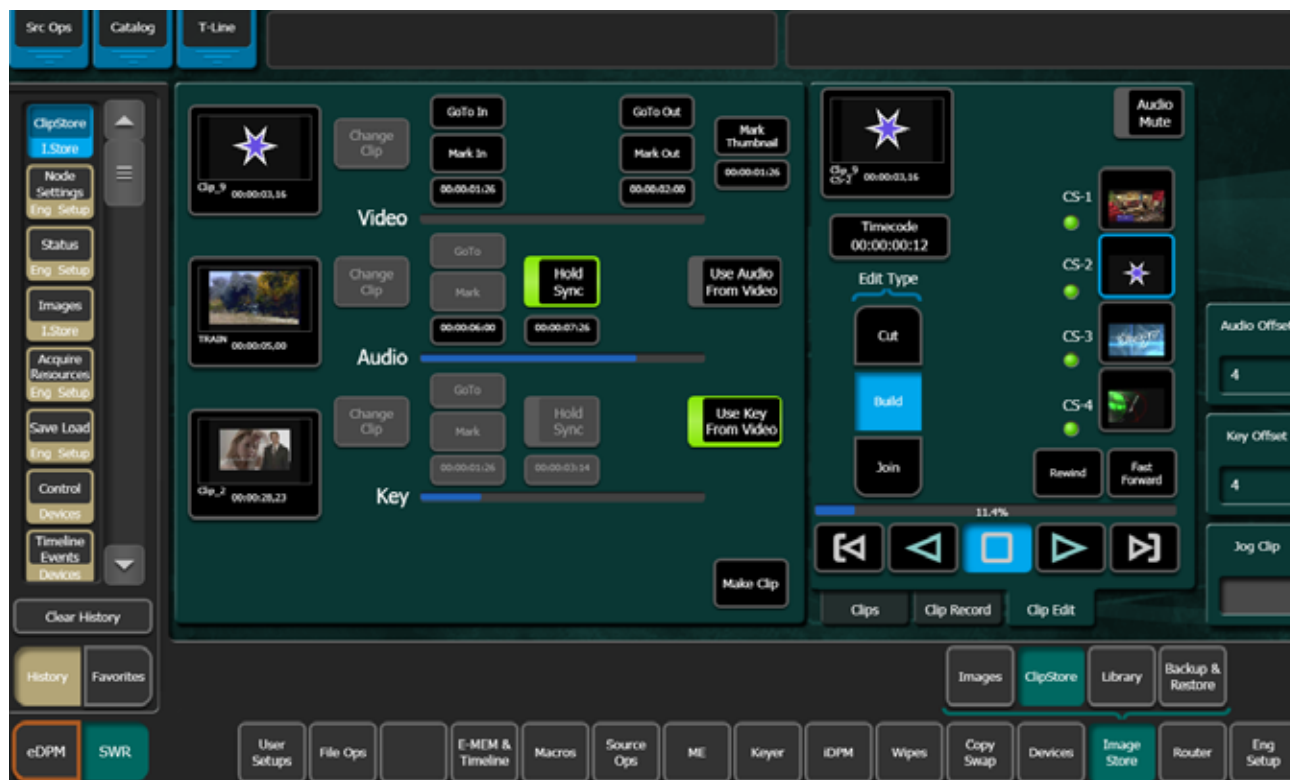 Src Ops
Catalog
T-Line
ClipStore
I.Store
Node
Settings
Eng Setup
Status
Eng Setup
Images
I.Store
Acquire
Resources
Eng Setup
Save Load
Eng Setup
Control
Devices
Timeline
Events
Devices
Clear History
History
Favorites
Clip_9 00:00:03,16
Change
Clip
GoTo In
Mark In
00:00:01:26
GoTo Out
Mark Out
00:00:02:00
Mark
Thumbnail
00:00:01:26
Video
TRAIN 00:00:05,00
Change
Clip
GoTo
Mark
00:00:06:00
Hold
Sync
00:00:07:26
Use Audio
From Video
Audio
Clip_2 00:00:28,23
Change
Clip
GoTo
Mark
00:00:01:26
Hold
Sync
00:00:03:14
Use Key
From Video
Key
Make Clip
Clip_9
CS-2 00:00:03,16
Audio
Mute
Timecode
00:00:00:12
Edit Type
Cut
Build
Join
CS-1
CS-2
CS-3
CS-4
Rewind
Fast
Forward
11.4%
Clips
Clip Record
Clip Edit
Audio Offset
4
Key Offset
4
Jog Clip
Images
ClipStore
Library
Backup &
Restore
eDPM
SWR
User
Setups
File Ops
E-MEM &
Timeline
Macros
Source
Ops
ME
Keyer
iDPM
Wipes
Copy
Swap
Devices
Image
Store
Router
Eng
Setup